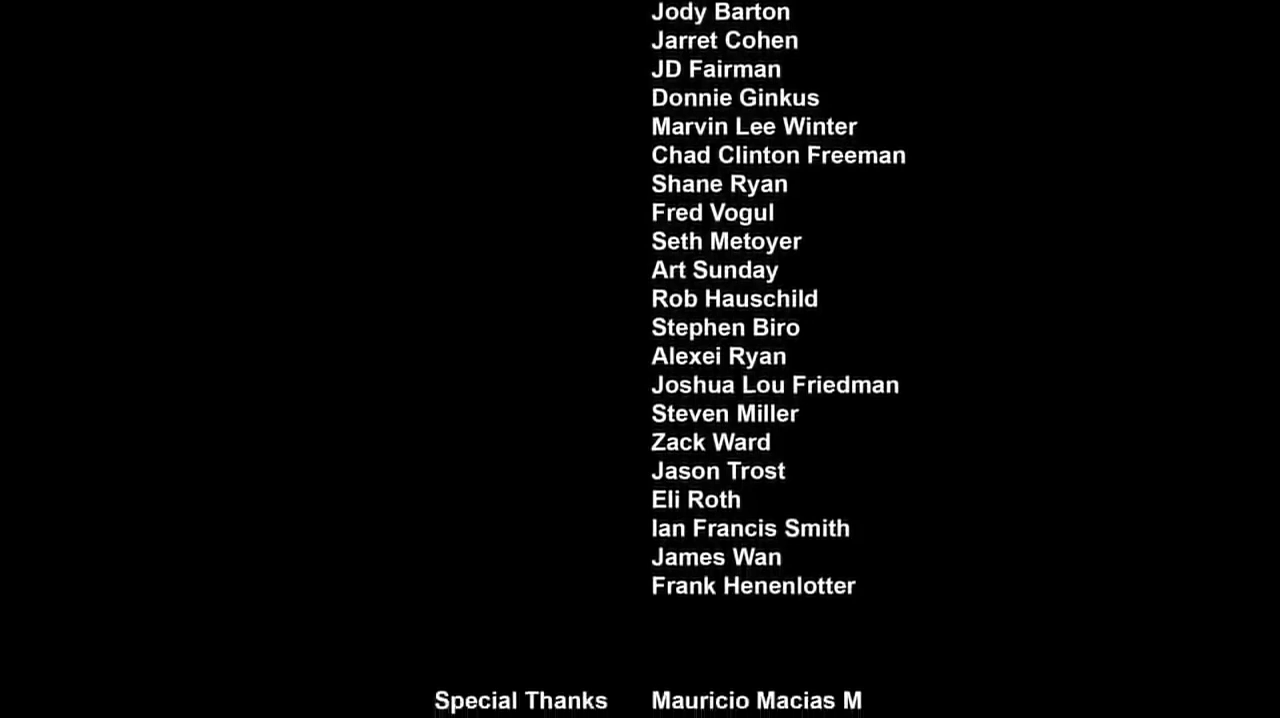 Jody Barton
Jarret Cohen
JD Fairman
Donnie Ginkus
Marvin Lee Winter
Chad Clinton Freeman
Shane Ryan
Fred Vogul
Seth Metoyer
Art Sunday
Rob Hauschild
Stephen Biro
Alexei Ryan
Joshua Lou Friedman
Steven Miller
Zack Ward
Jason Trost
Eli Roth
Ian Francis Smith
James Wan
Frank Henenlotter
Special Thanks Mauricio Macias M